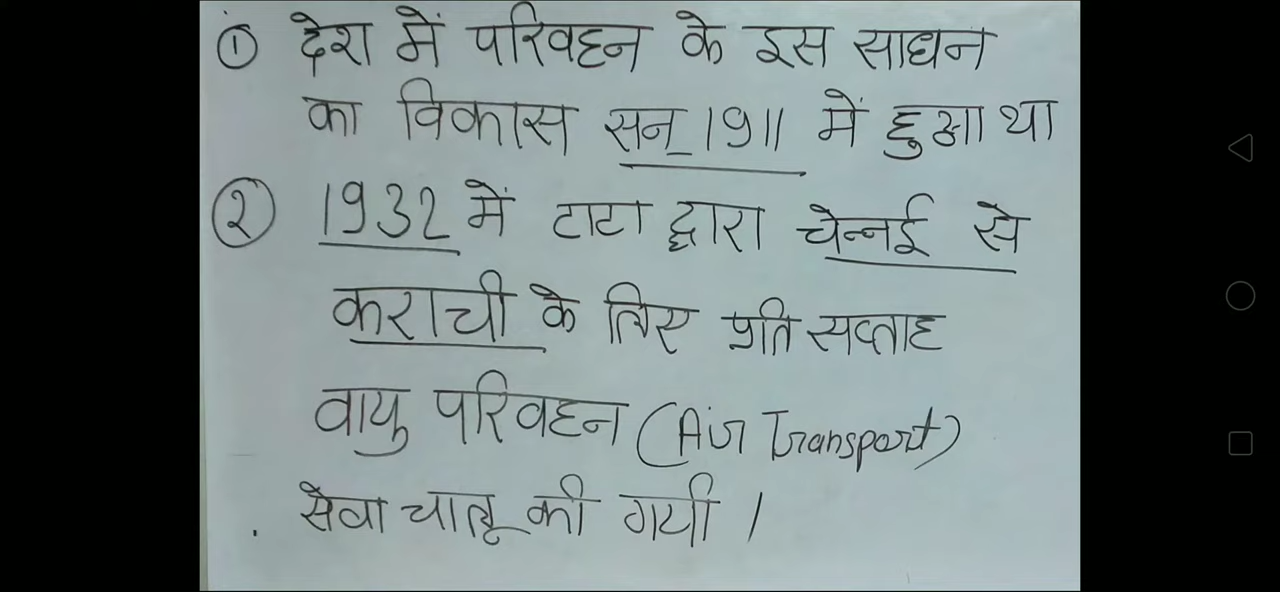 ① देश में परिवहन के इस साधन
का विकास सन् 1911 में हुआ था
② 1932 में टाटा द्वारा चेन्नई से
कराची के लिए प्रति सप्ताह
वायु परिवहन (Air Transport)
सेवा चालू की गयी ।